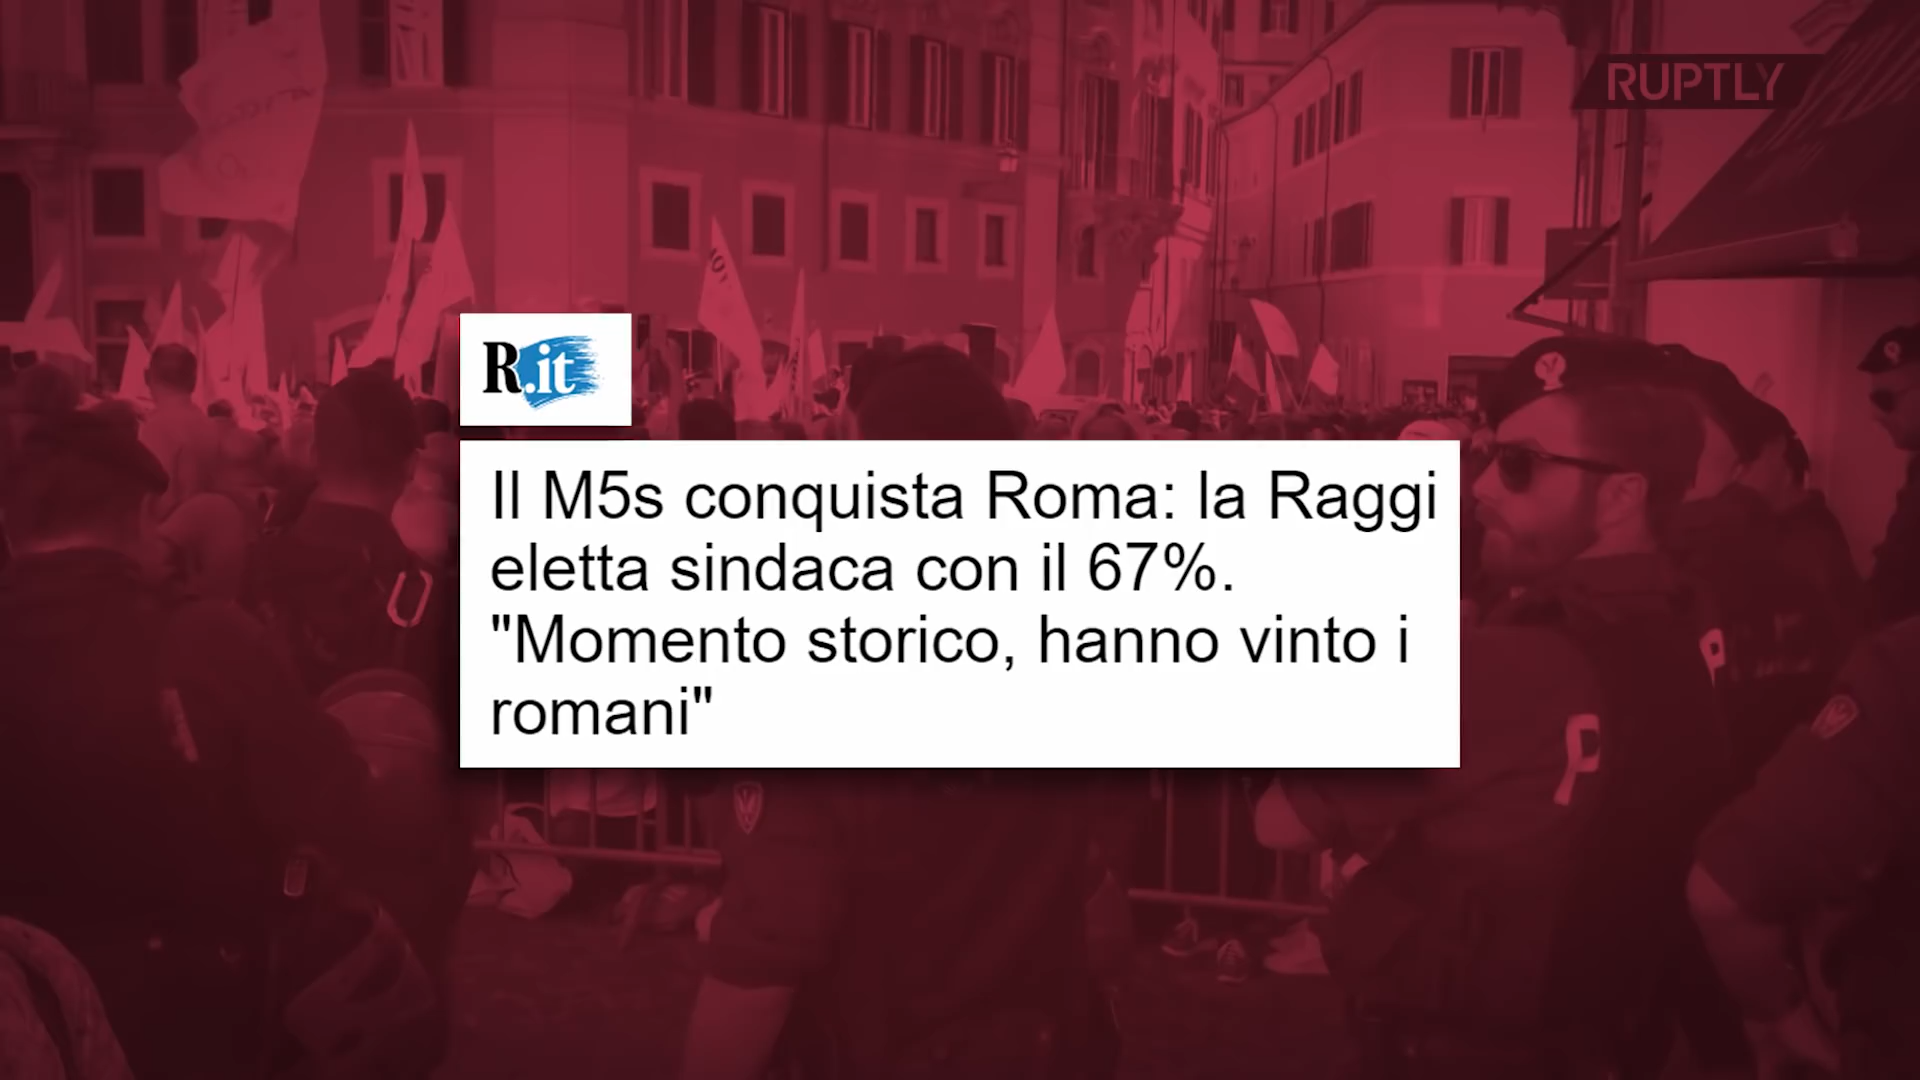 RUPTLY
R.it
Il M5s conquista Roma: la Raggi
eletta sindaca con il 67%.
"Momento storico, hanno vinto i
romani"